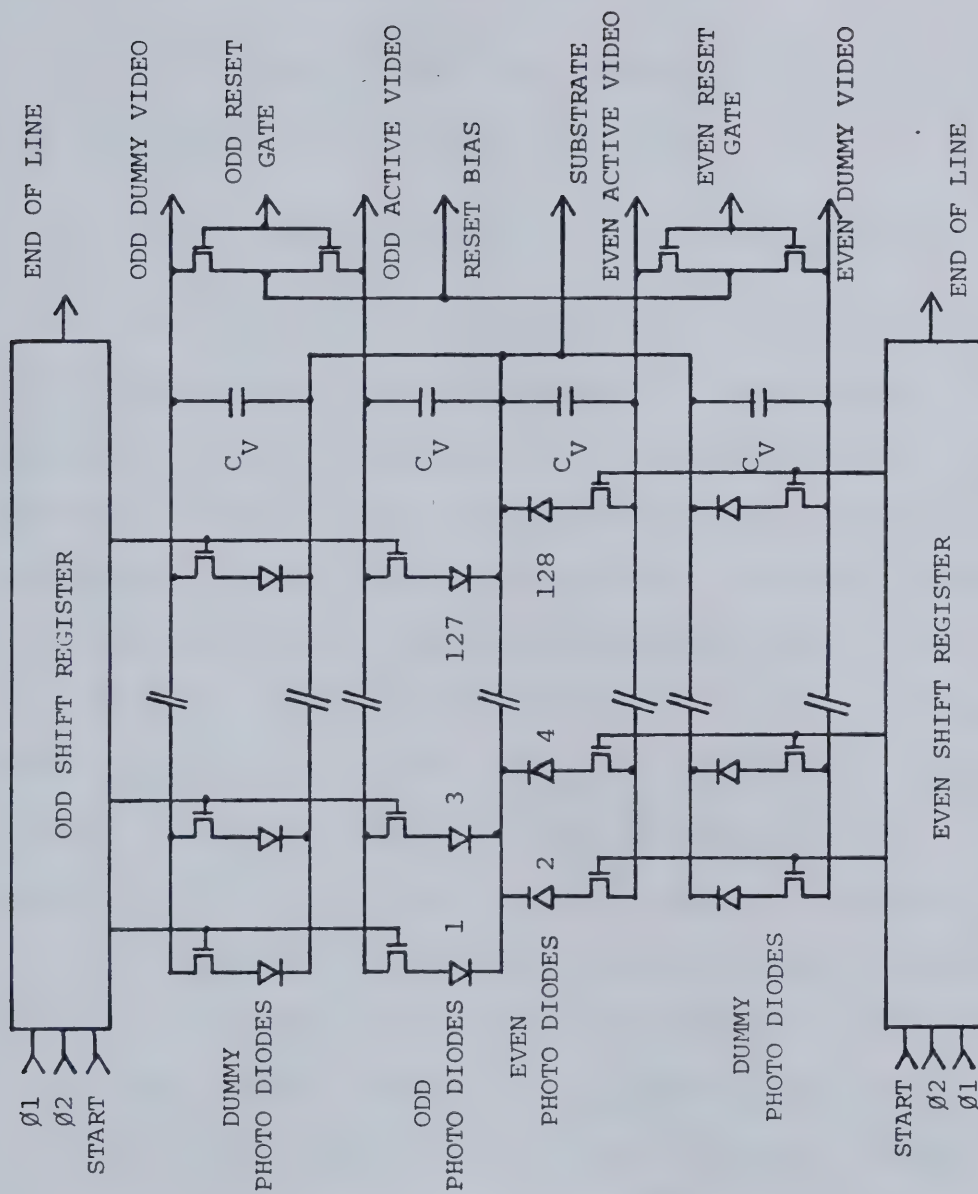 Ø1
Ø2
START
ODD SHIFT REGISTER
END OF LINE
ODD DUMMY VIDEO
ODD RESET
GATE
DUMMY
PHOTO DIODES
C_V
ODD ACTIVE VIDEO
ODD
PHOTO DIODES
1
3
127
C_V
RESET BIAS
EVEN
PHOTO DIODES
2
4
128
C_V
SUBSTRATE
EVEN ACTIVE VIDEO
EVEN RESET
GATE
DUMMY
PHOTO DIODES
C_V
EVEN DUMMY VIDEO
START
Ø2
Ø1
EVEN SHIFT REGISTER
END OF LINE